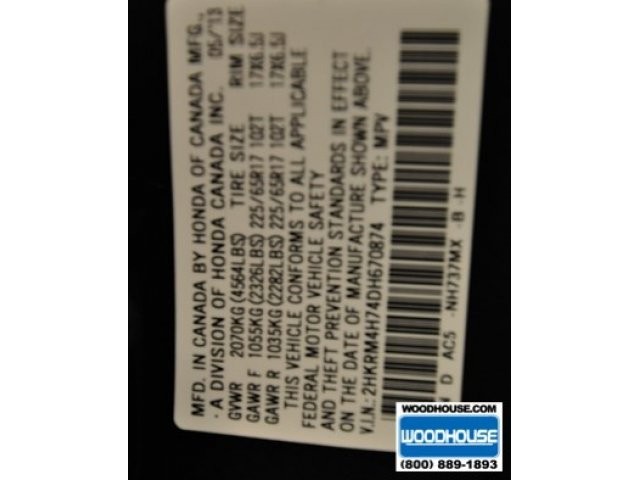 MFD. IN CANADA BY HONDA OF CANADA MFG.,
- A DIVISION OF HONDA CANADA INC. 05/'13
GVWR 2070KG(4564LBS) TIRE SIZE RIM SIZE
GAWR F 1055KG(2326LBS) 225/65R17 102T 17X6.5J
GAWR R 1035KG(2282LBS) 225/65R17 102T 17X6.5J
THIS VEHICLE CONFORMS TO ALL APPLICABLE
FEDERAL MOTOR VEHICLE SAFETY
AND THEFT PREVENTION STANDARDS IN EFFECT
ON THE DATE OF MANUFACTURE SHOWN ABOVE.
V.I.N.: 2HKRM4H74DH670874 TYPE: MPV
D AC5 -NH737MX -B -H
WOODHOUSE.COM
WOODHOUSE
(800) 889-1893